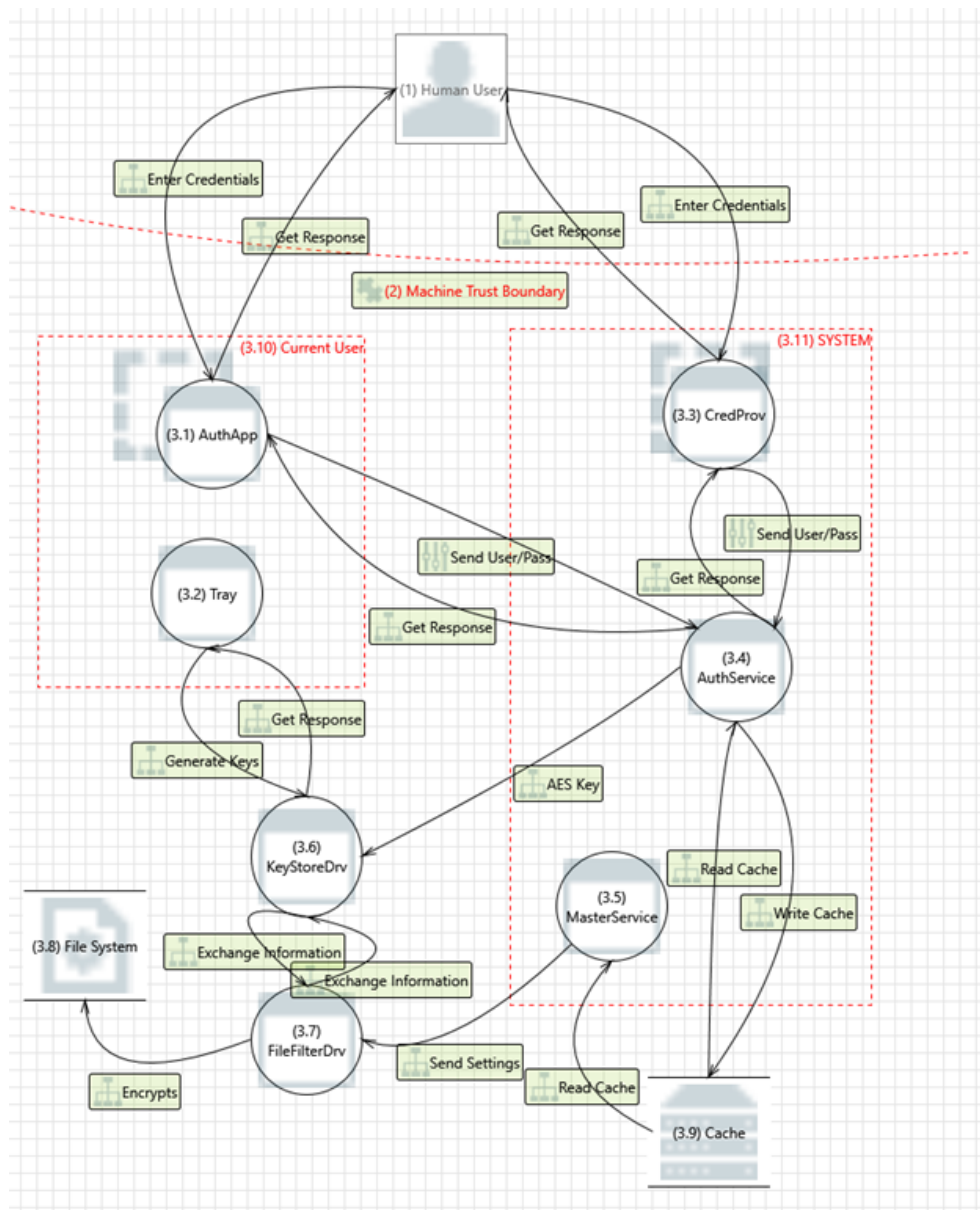 (1) Human User
Enter Credentials
Enter Credentials
Get Response
Get Response
(2) Machine Trust Boundary
(3.10) Current User
(3.11) SYSTEM
(3.3) CredProv
(3.1) AuthApp
Send User/Pass
Send User/Pass
Get Response
(3.2) Tray
Get Response
(3.4)
AuthService
Get Response
Generate Keys
AES Key
(3.6)
KeyStoreDrv
Read Cache
(3.5)
MasterService
Write Cache
(3.8) File System
Exchange Information
Exchange Information
(3.7)
FileFilterDrv
Send Settings
Encrypts
Read Cache
(3.9) Cache